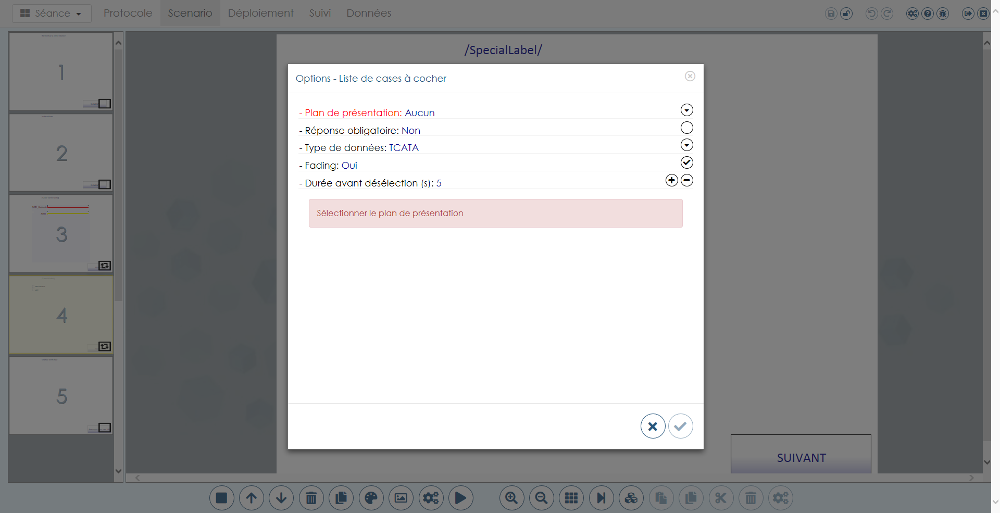 Séance
Protocole
Scenario
Déploiement
Suivi
Données
/SpecialLabel/
1
2
3
4
5
Options - Liste de cases à cocher
- Plan de présentation: Aucun
- Réponse obligatoire: Non
- Type de données: TCATA
- Fading: Oui
- Durée avant désélection (s): 5
Sélectionner le plan de présentation
SUIVANT